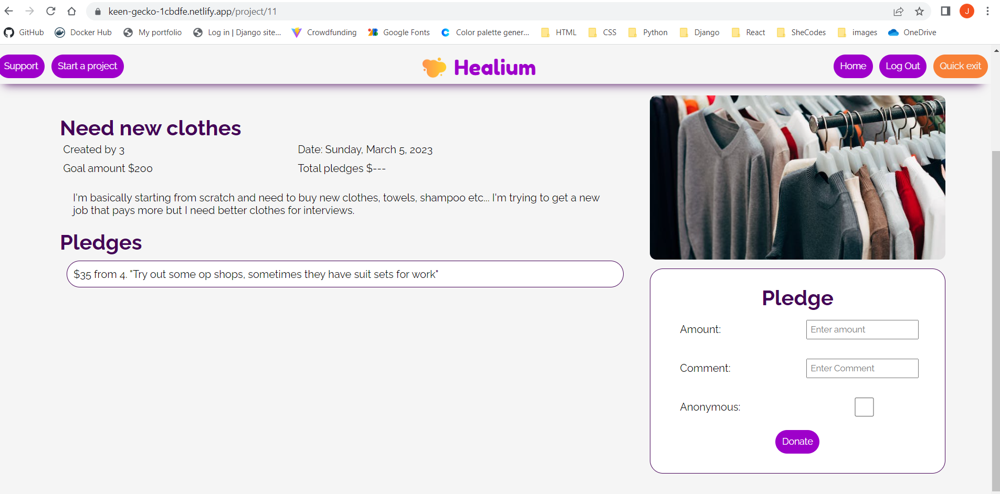 keen-gecko-1cbdfe.netlify.app/project/11
J
GitHub Docker Hub My portfolio Log in | Django site... Crowdfunding Google Fonts Color palette gener... HTML CSS Python Django React SheCodes images OneDrive
Support Start a project Healium Home Log Out Quick exit
Need new clothes
Created by 3 Date: Sunday, March 5, 2023
Goal amount $200 Total pledges $---
I'm basically starting from scratch and need to buy new clothes, towels, shampoo etc... I'm trying to get a new
job that pays more but I need better clothes for interviews.
Pledges
$35 from 4. "Try out some op shops, sometimes they have suit sets for work"
Pledge
Amount: Enter amount
Comment: Enter Comment
Anonymous:
Donate